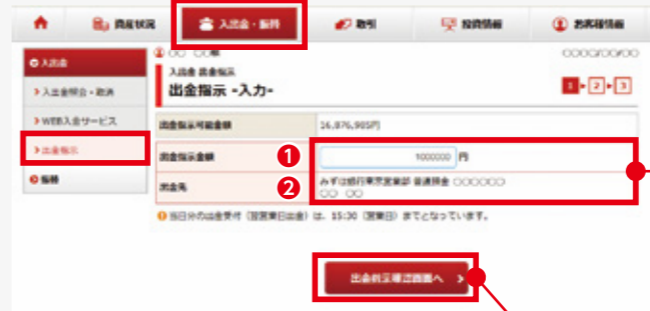 資産状況 入出金・振替 取引 投資情報 お客様情報
入出金
○○ ○○様 ○○○○/○○/○○
入出金 出金指示
出金指示 -入力-
1 2 3
入出金照会・取消
WEB入金サービス
出金指示
振替
出金指示可能金額 16,876,905円
出金指示金額 ❶ 1000000 円
出金先 ❷ みずほ銀行東京営業部 普通預金 ○○○○○○
○○ ○○
当日分の出金受付（翌営業日出金）は、15:30（営業日）までとなっています。
出金指示確認画面へ